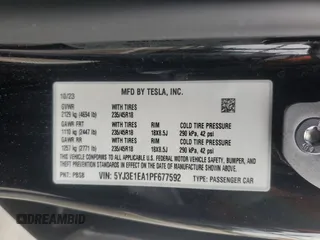 MFD BY TESLA, INC.
10/23
GVWR WITH TIRES
2129 kg (4694 lb) 235/45R18
GAWR FRT WITH TIRES RIM COLD TIRE PRESSURE
1110 kg (2447 lb) 235/45R18 18X8.5J 290 kPa, 42 psi
GAWR RR WITH TIRES RIM COLD TIRE PRESSURE
1257 kg (2771 lb) 235/45R18 18X8.5J 290 kPa, 42 psi
THIS VEHICLE CONFORMS TO ALL APPLICABLE U.S. FEDERAL MOTOR VEHICLE SAFETY, BUMPER,
AND THEFT PREVENTION STANDARDS IN EFFECT ON THE DATE OF MANUFACTURE SHOWN
ABOVE.
PKT: PBSB VIN: 5YJ3E1EA1PF677592 TYPE: PASSENGER CAR
DREAMBID